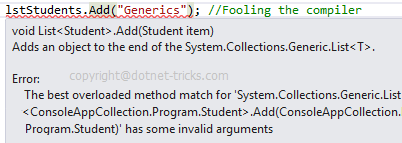 lstStudents.Add("Generics"); //Fooling the compiler
void List<Student>.Add(Student item)
Adds an object to the end of the System.Collections.Generic.List<T>.
copyright@dotnet-tricks.com
Error:
The best overloaded method match for 'System.Collections.Generic.List
<ConsoleAppCollection.Program.Student>.Add(ConsoleAppCollection.
Program.Student)' has some invalid arguments